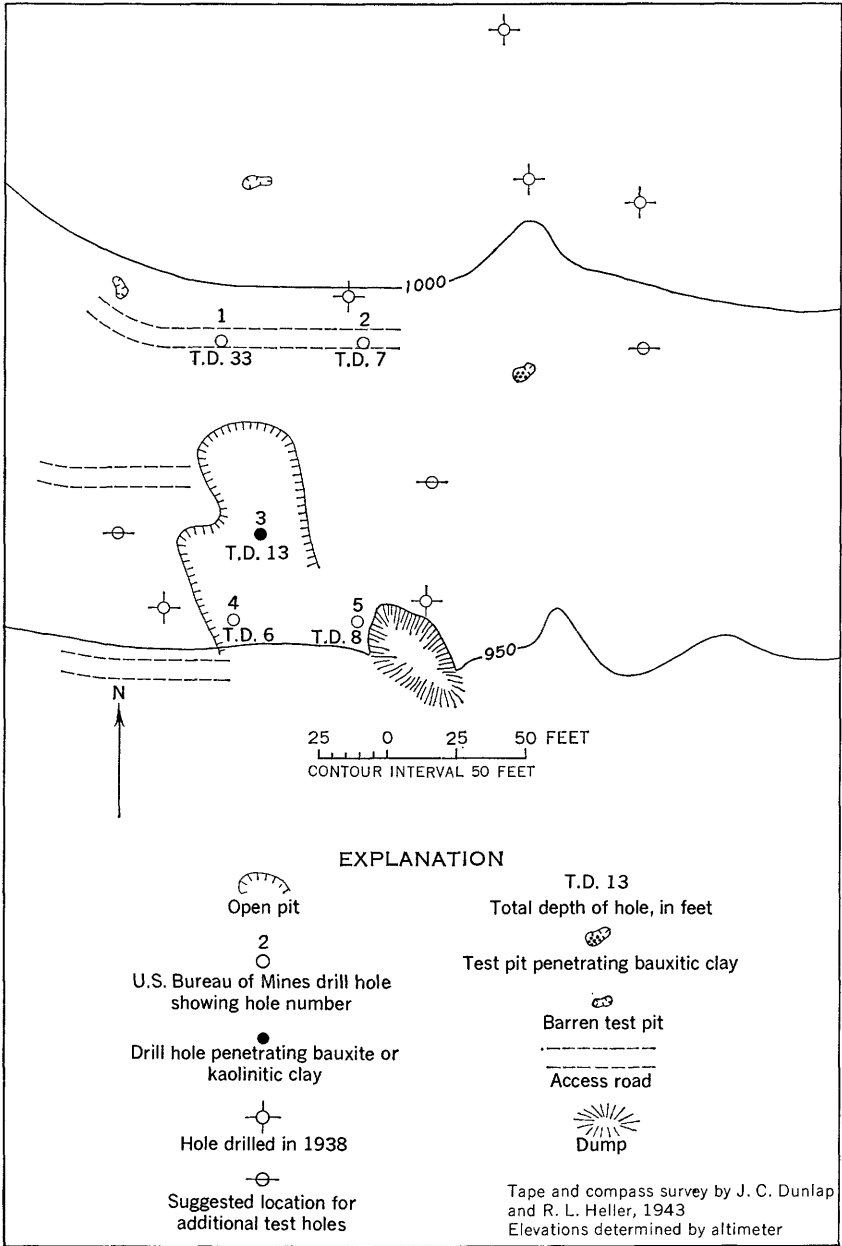 1000
1
2
T.D. 33
T.D. 7
3
T.D. 13
4
5
T.D. 6
T.D. 8
950
N
25 0 25 50 FEET
CONTOUR INTERVAL 50 FEET
EXPLANATION
Open pit
2
U.S. Bureau of Mines drill hole
showing hole number
Drill hole penetrating bauxite or
kaolinitic clay
Hole drilled in 1938
Suggested location for
additional test holes
T.D. 13
Total depth of hole, in feet
Test pit penetrating bauxitic clay
Barren test pit
Access road
Dump
Tape and compass survey by J. C. Dunlap
and R. L. Heller, 1943
Elevations determined by altimeter